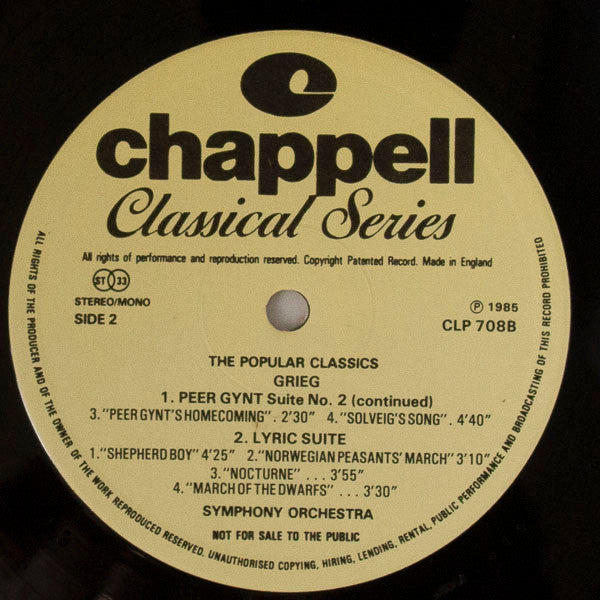 chappell
Classical Series
All rights of performance and reproduction reserved. Copyright Patented Record. Made in England
ST 33
STEREO/MONO
SIDE 2
Ⓟ 1985
CLP 708B
THE POPULAR CLASSICS
GRIEG
1. PEER GYNT Suite No. 2 (continued)
3. "PEER GYNT'S HOMECOMING". 2'30" 4. "SOLVEIG'S SONG". 4'40"
2. LYRIC SUITE
1. "SHEPHERD BOY" 4'25" 2. "NORWEGIAN PEASANTS' MARCH" 3'10"
3. "NOCTURNE" ... 3'55"
4. "MARCH OF THE DWARFS" ... 3'30"
SYMPHONY ORCHESTRA
NOT FOR SALE TO THE PUBLIC
ALL RIGHTS OF THE PRODUCER AND OF THE OWNER OF THE WORK REPRODUCED RESERVED. UNAUTHORISED COPYING, HIRING, LENDING, RENTAL, PUBLIC PERFORMANCE AND BROADCASTING OF THIS RECORD PROHIBITED